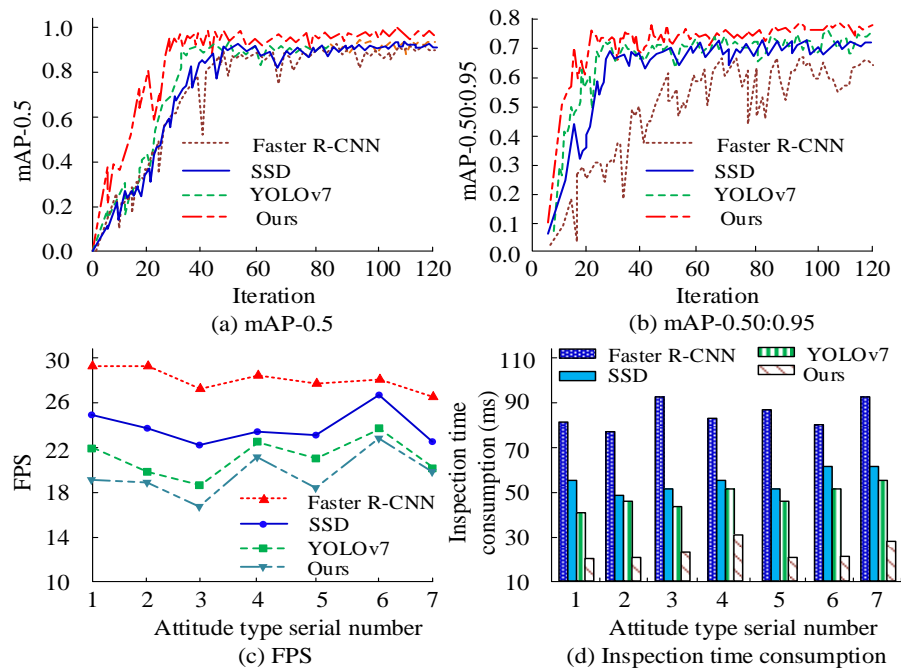 mAP-0.5
1.0
0.8
0.6
0.4
0.2
0.0
Faster R-CNN
SSD
YOLOv7
Ours
0 20 40 60 80 100 120
Iteration
(a) mAP-0.5
mAP-0.50:0.95
0.8
0.7
0.6
0.5
0.4
0.3
0.2
0.1
0.0
Faster R-CNN
SSD
YOLOv7
Ours
0 20 40 60 80 100 120
Iteration
(b) mAP-0.50:0.95
FPS
30
26
22
18
14
10
Faster R-CNN
SSD
YOLOv7
Ours
1 2 3 4 5 6 7
Attitude type serial number
(c) FPS
Inspection time
consumption (ms)
110
90
70
50
30
10
Faster R-CNN
SSD
YOLOv7
Ours
1 2 3 4 5 6 7
Attitude type serial number
(d) Inspection time consumption